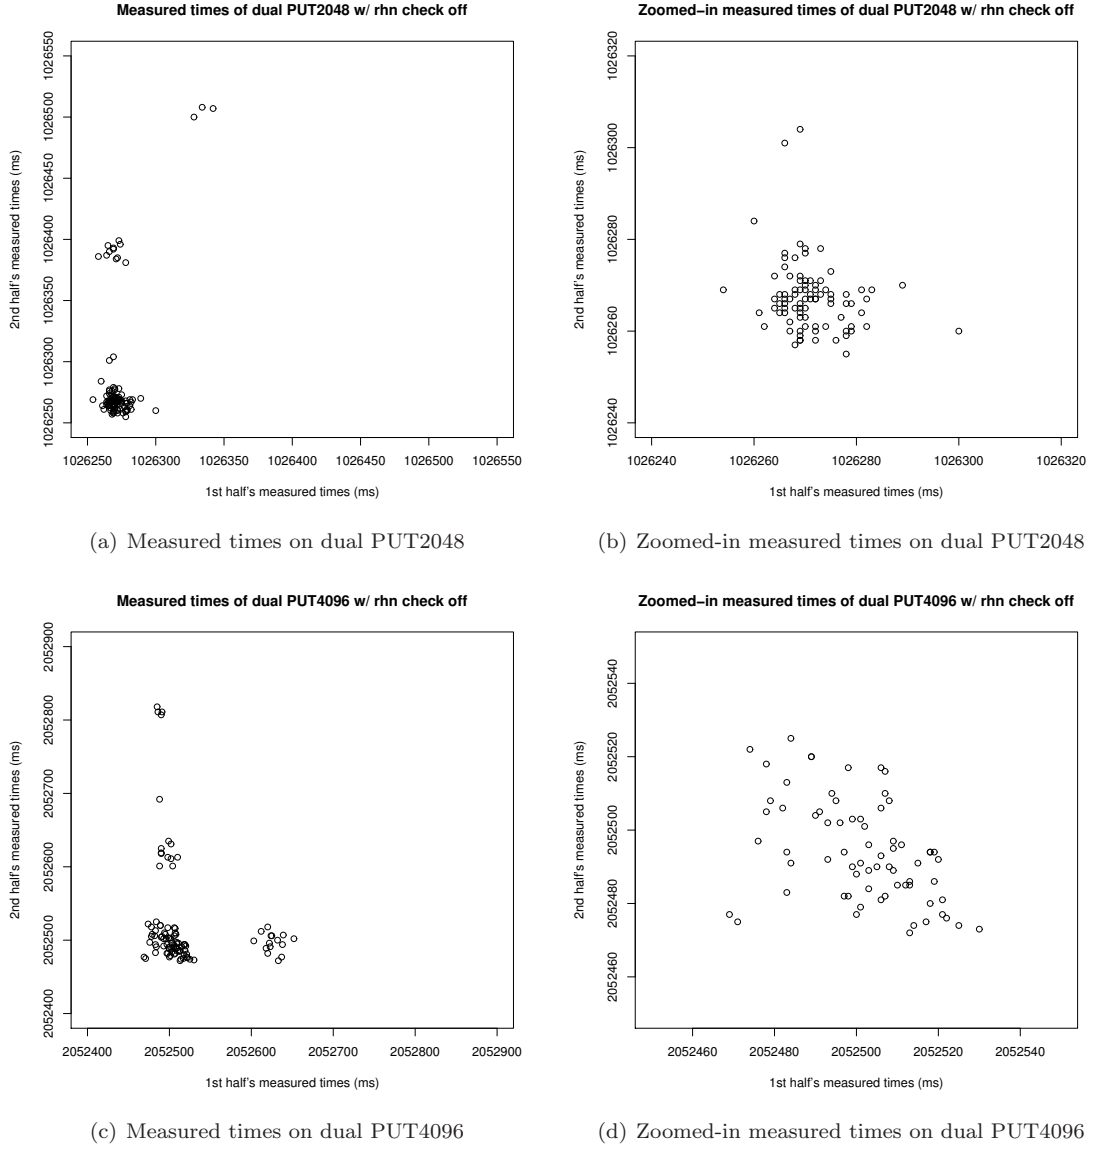 Measured times of dual PUT2048 w/ rhn check off
2nd half's measured times (ms)
1026550
1026500
1026450
1026400
1026350
1026300
1026250
1026250 1026300 1026350 1026400 1026450 1026500 1026550
1st half's measured times (ms)
(a) Measured times on dual PUT2048
Zoomed−in measured times of dual PUT2048 w/ rhn check off
2nd half's measured times (ms)
1026320
1026300
1026280
1026260
1026240
1026240 1026260 1026280 1026300 1026320
1st half's measured times (ms)
(b) Zoomed-in measured times on dual PUT2048
Measured times of dual PUT4096 w/ rhn check off
2nd half's measured times (ms)
2052900
2052800
2052700
2052600
2052500
2052400
2052400 2052500 2052600 2052700 2052800 2052900
1st half's measured times (ms)
(c) Measured times on dual PUT4096
Zoomed−in measured times of dual PUT4096 w/ rhn check off
2nd half's measured times (ms)
2052540
2052520
2052500
2052480
2052460
2052460 2052480 2052500 2052520 2052540
1st half's measured times (ms)
(d) Zoomed-in measured times on dual PUT4096